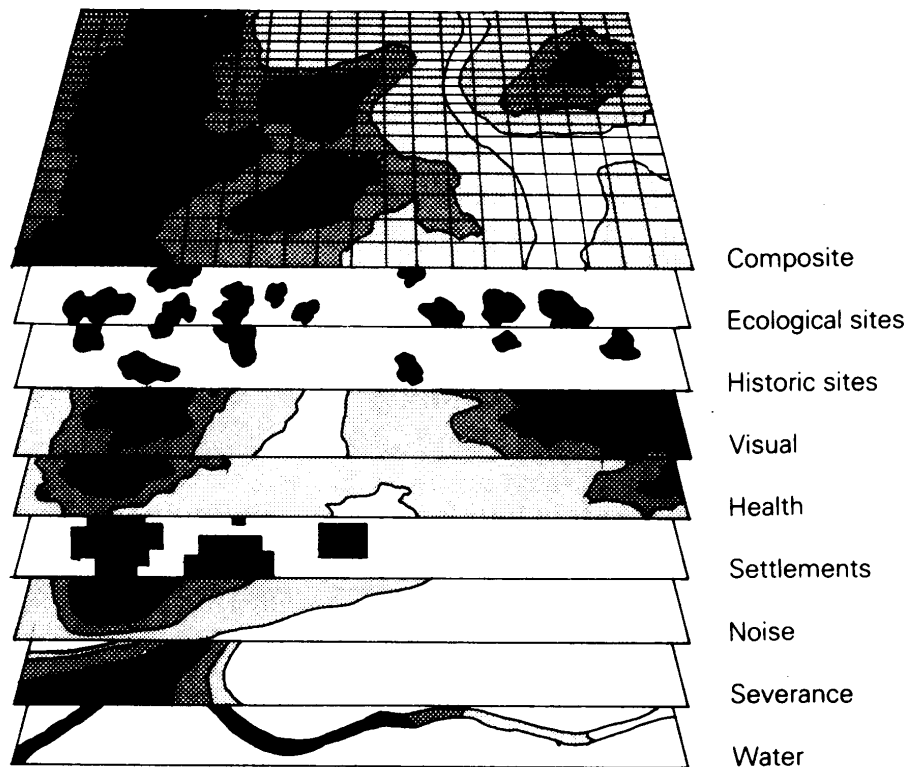 Composite
Ecological sites
Historic sites
Visual
Health
Settlements
Noise
Severance
Water